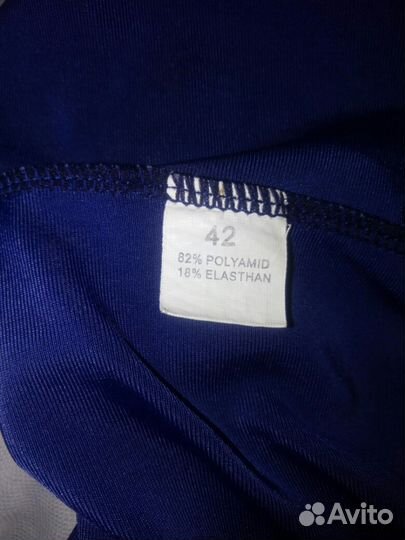 42
82% POLYAMID
18% ELASTHAN
Avito